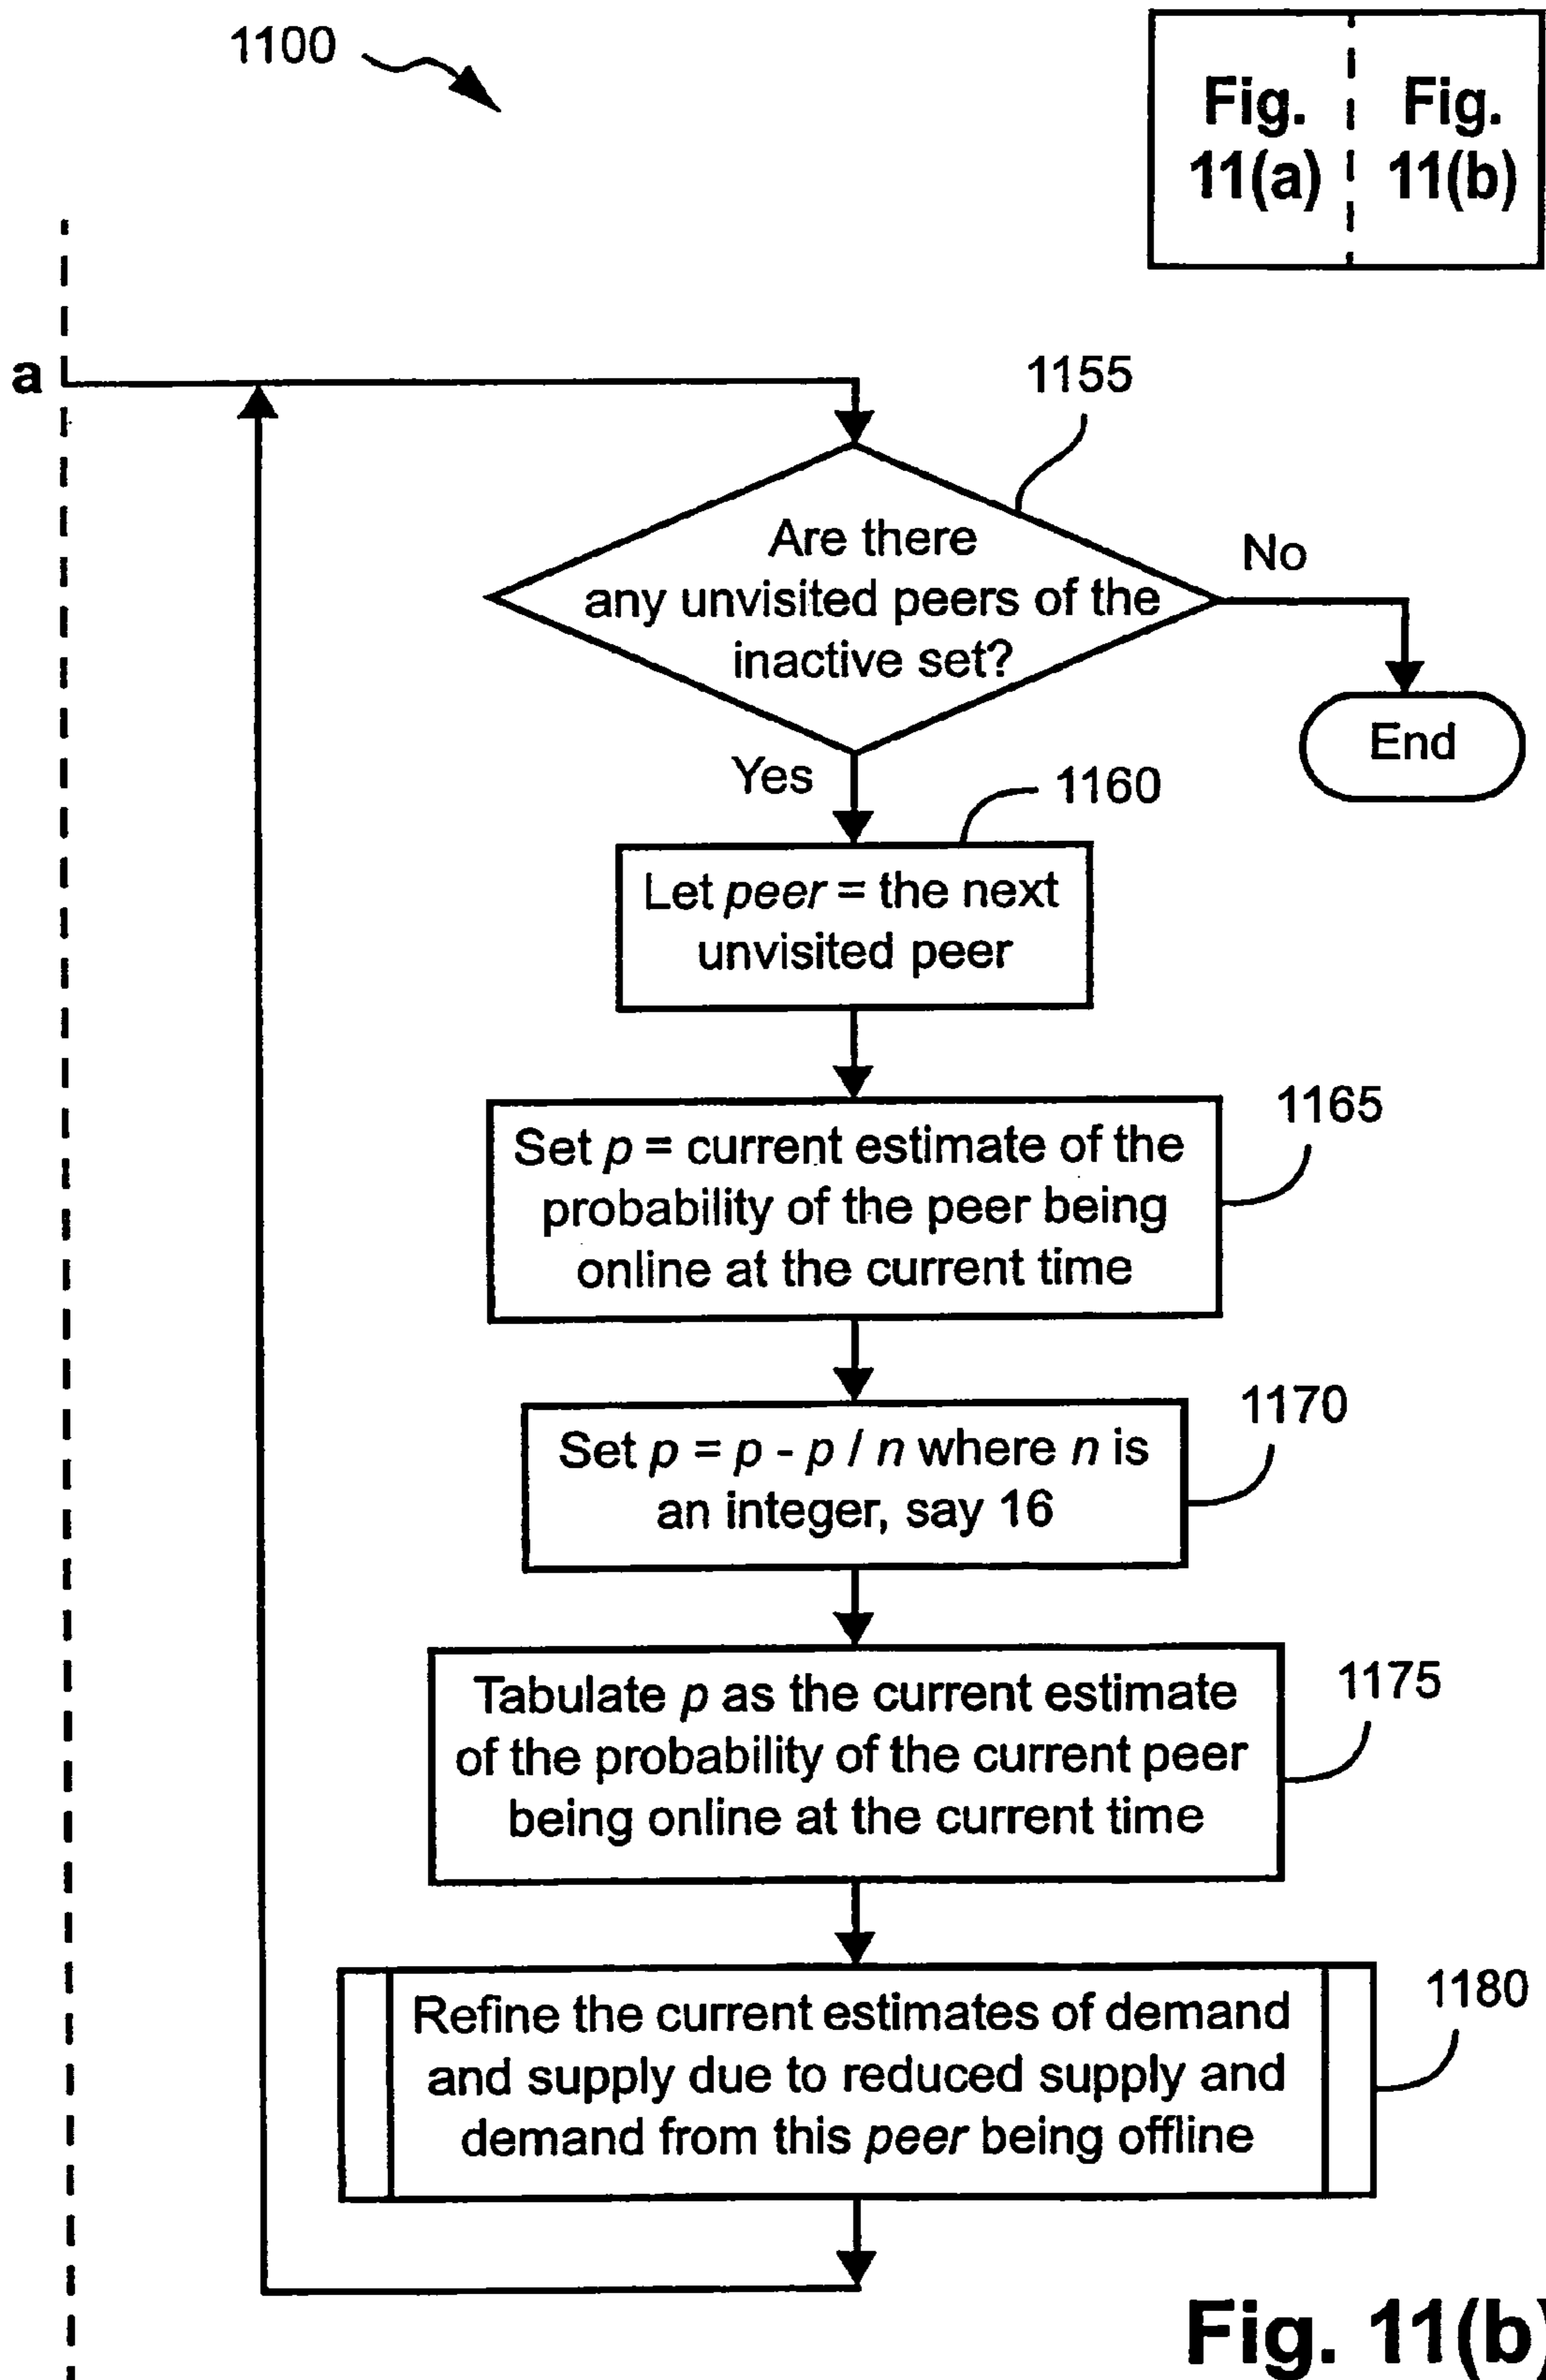 1100
Fig.
11(a)
Fig.
11(b)
a
1155
Are there
any unvisited peers of the
inactive set?
No
End
Yes
1160
Let peer = the next
unvisited peer
1165
Set p = current estimate of the
probability of the peer being
online at the current time
1170
Set p = p - p / n where n is
an integer, say 16
1175
Tabulate p as the current estimate
of the probability of the current peer
being online at the current time
1180
Refine the current estimates of demand
and supply due to reduced supply and
demand from this peer being offline
Fig. 11(b)